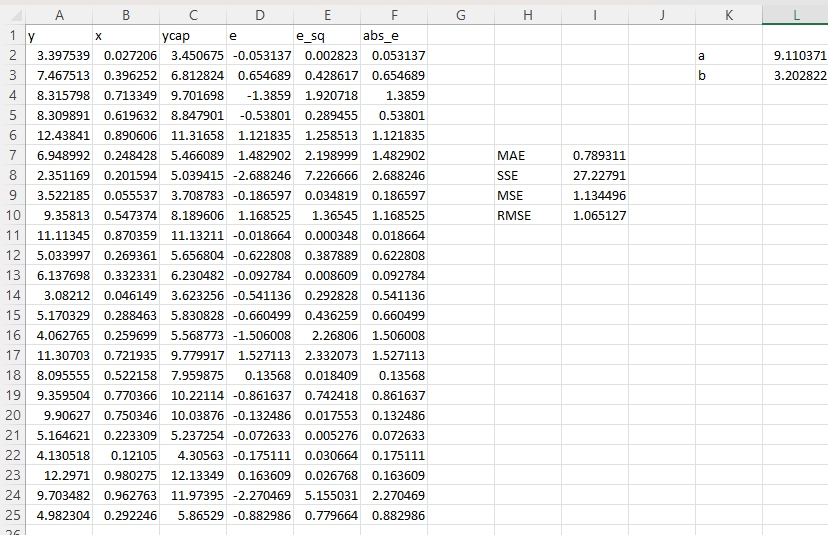 A B C D E F G H I J K L
1 y x ycap e e_sq abs_e
2 3.397539 0.027206 3.450675 -0.053137 0.002823 0.053137 a 9.110371
3 7.467513 0.396252 6.812824 0.654689 0.428617 0.654689 b 3.202822
4 8.315798 0.713349 9.701698 -1.3859 1.920718 1.3859
5 8.309891 0.619632 8.847901 -0.53801 0.289455 0.53801
6 12.43841 0.890606 11.31658 1.121835 1.258513 1.121835
7 6.948992 0.248428 5.466089 1.482902 2.198999 1.482902 MAE 0.789311
8 2.351169 0.201594 5.039415 -2.688246 7.226666 2.688246 SSE 27.22791
9 3.522185 0.055537 3.708783 -0.186597 0.034819 0.186597 MSE 1.134496
10 9.35813 0.547374 8.189606 1.168525 1.36545 1.168525 RMSE 1.065127
11 11.11345 0.870359 11.13211 -0.018664 0.000348 0.018664
12 5.033997 0.269361 5.656804 -0.622808 0.387889 0.622808
13 6.137698 0.332331 6.230482 -0.092784 0.008609 0.092784
14 3.08212 0.046149 3.623256 -0.541136 0.292828 0.541136
15 5.170329 0.288463 5.830828 -0.660499 0.436259 0.660499
16 4.062765 0.259699 5.568773 -1.506008 2.26806 1.506008
17 11.30703 0.721935 9.779917 1.527113 2.332073 1.527113
18 8.095555 0.522158 7.959875 0.13568 0.018409 0.13568
19 9.359504 0.770366 10.22114 -0.861637 0.742418 0.861637
20 9.90627 0.750346 10.03876 -0.132486 0.017553 0.132486
21 5.164621 0.223309 5.237254 -0.072633 0.005276 0.072633
22 4.130518 0.12105 4.30563 -0.175111 0.030664 0.175111
23 12.2971 0.980275 12.13349 0.163609 0.026768 0.163609
24 9.703482 0.962763 11.97395 -2.270469 5.155031 2.270469
25 4.982304 0.292246 5.86529 -0.882986 0.779664 0.882986
26